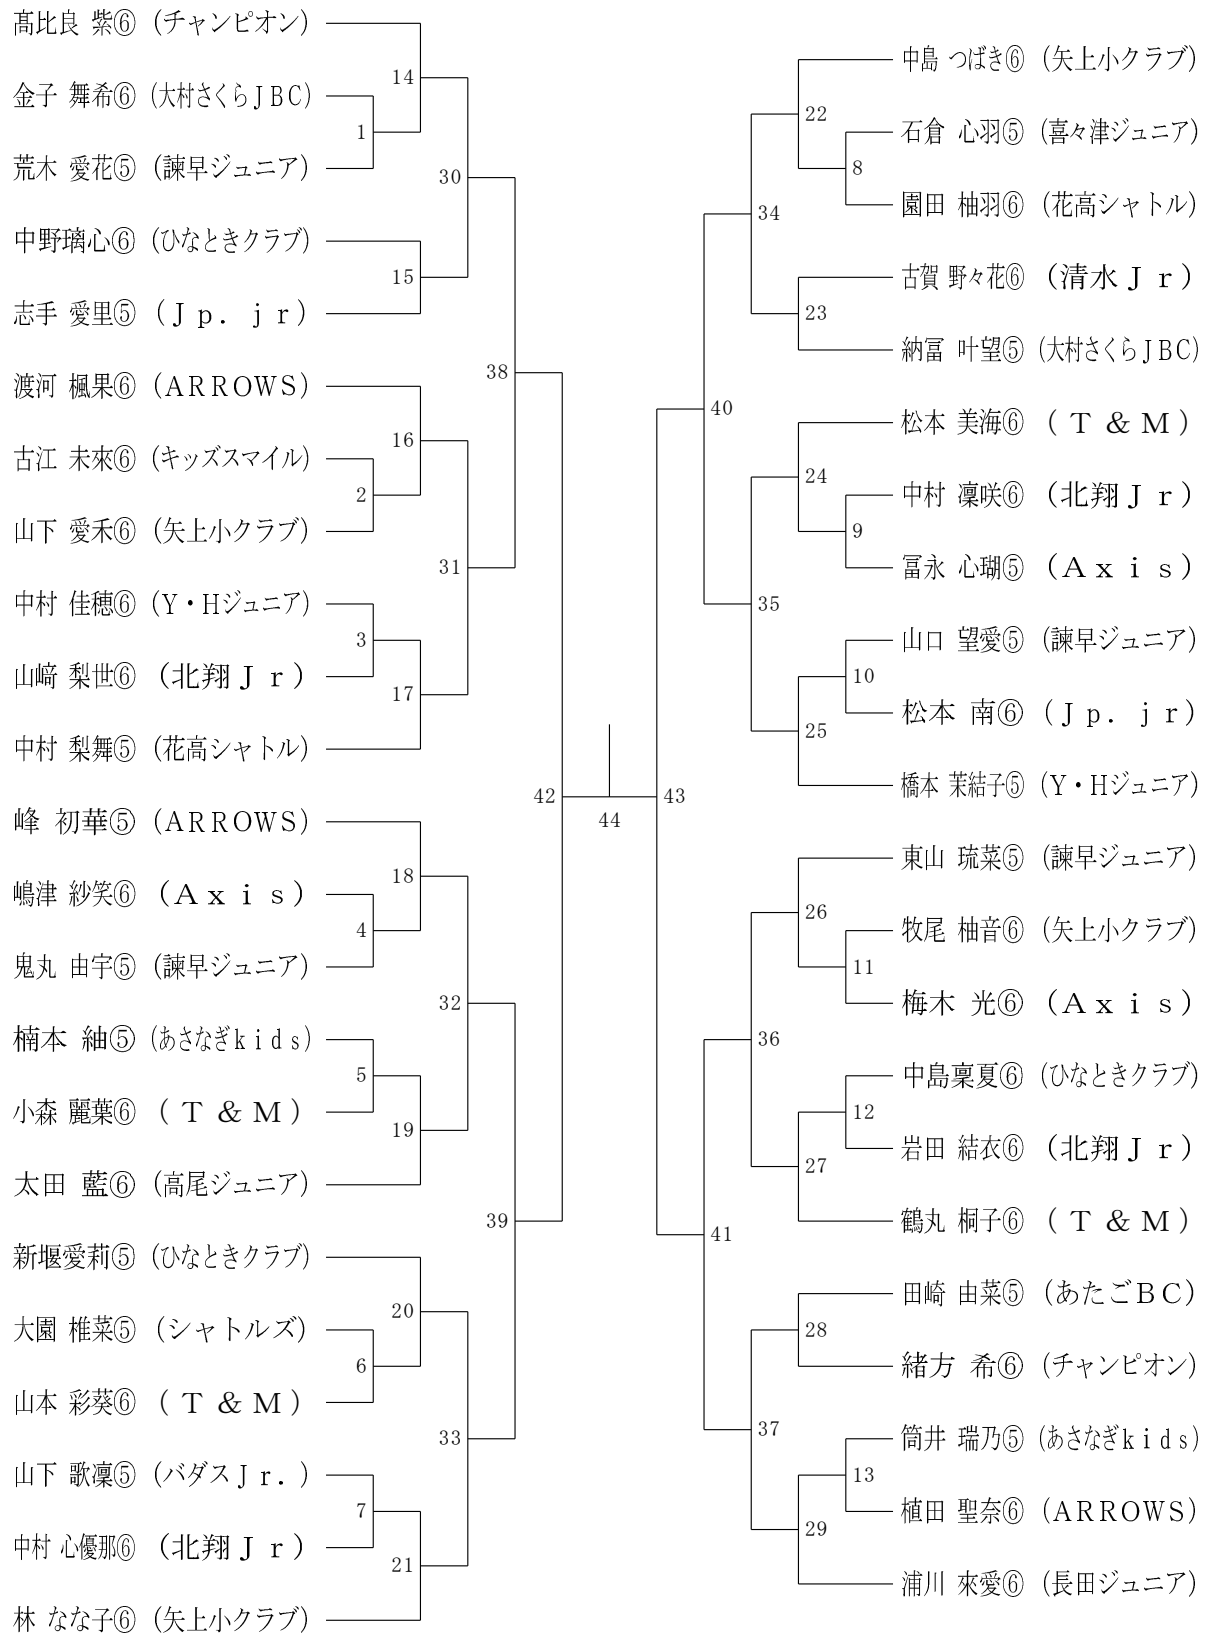 髙比良 紫⑥ (チャンピオン)
14
金子 舞希⑥ (大村さくらJBC)
1
荒木 愛花⑤ (諫早ジュニア)
30
中野璃心⑥ (ひなときクラブ)
15
志手 愛里⑤ (Jp．jr)
38
渡河 楓果⑥ (ARROWS)
16
古江 未來⑥ (キッズスマイル)
2
山下 愛禾⑥ (矢上小クラブ)
31
中村 佳穂⑥ (Y・Hジュニア)
3
山﨑 梨世⑥ (北翔Jr)
17
中村 梨舞⑤ (花高シャトル)
42
峰 初華⑤ (ARROWS)
18
嶋津 紗笑⑥ (Axis)
4
鬼丸 由宇⑤ (諫早ジュニア)
32
楠本 紬⑤ (あさなぎkids)
5
小森 麗葉⑥ (T&M)
19
太田 藍⑥ (高尾ジュニア)
39
新堰愛莉⑤ (ひなときクラブ)
20
大園 椎菜⑤ (シャトルズ)
6
山本 彩葵⑥ (T&M)
33
山下 歌凜⑤ (バダスJr．)
7
中村 心優那⑥ (北翔Jr)
21
林 なな子⑥ (矢上小クラブ)
44
中島 つばき⑥ (矢上小クラブ)
22
石倉 心羽⑤ (喜々津ジュニア)
8
園田 柚羽⑥ (花高シャトル)
34
古賀 野々花⑥ (清水Jr)
23
納冨 叶望⑤ (大村さくらJBC)
40
松本 美海⑥ (T&M)
24
中村 凜咲⑥ (北翔Jr)
9
冨永 心瑚⑤ (Axis)
35
山口 望愛⑤ (諫早ジュニア)
10
松本 南⑥ (Jp．jr)
25
橋本 茉結子⑤ (Y・Hジュニア)
43
東山 琉菜⑤ (諫早ジュニア)
26
牧尾 柚音⑥ (矢上小クラブ)
11
梅木 光⑥ (Axis)
36
中島稟夏⑥ (ひなときクラブ)
12
岩田 結衣⑥ (北翔Jr)
27
鶴丸 桐子⑥ (T&M)
41
田崎 由菜⑤ (あたごBC)
28
緒方 希⑥ (チャンピオン)
37
筒井 瑞乃⑤ (あさなぎkids)
13
植田 聖奈⑥ (ARROWS)
29
浦川 來愛⑥ (長田ジュニア)